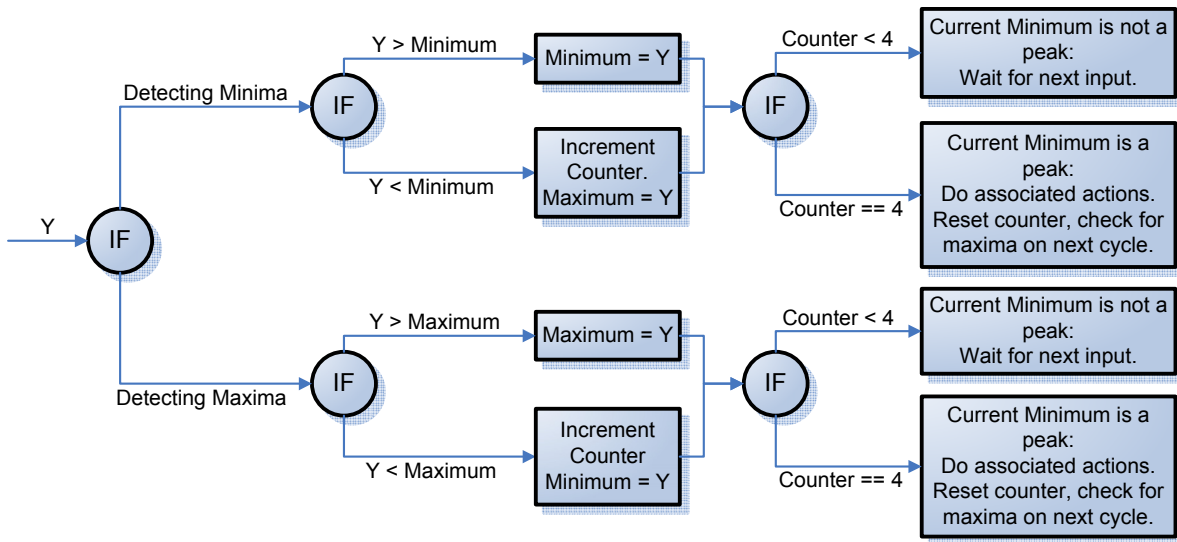 Y
IF
Detecting Minima
IF
Y > Minimum
Minimum = Y
Y < Minimum
Increment
Counter.
Maximum = Y
IF
Counter < 4
Current Minimum is not a
peak:
Wait for next input.
Counter == 4
Current Minimum is a
peak:
Do associated actions.
Reset counter, check for
maxima on next cycle.
Detecting Maxima
IF
Y > Maximum
Maximum = Y
Y < Maximum
Increment
Counter
Minimum = Y
IF
Counter < 4
Current Minimum is not a
peak:
Wait for next input.
Counter == 4
Current Minimum is a
peak:
Do associated actions.
Reset counter, check for
maxima on next cycle.